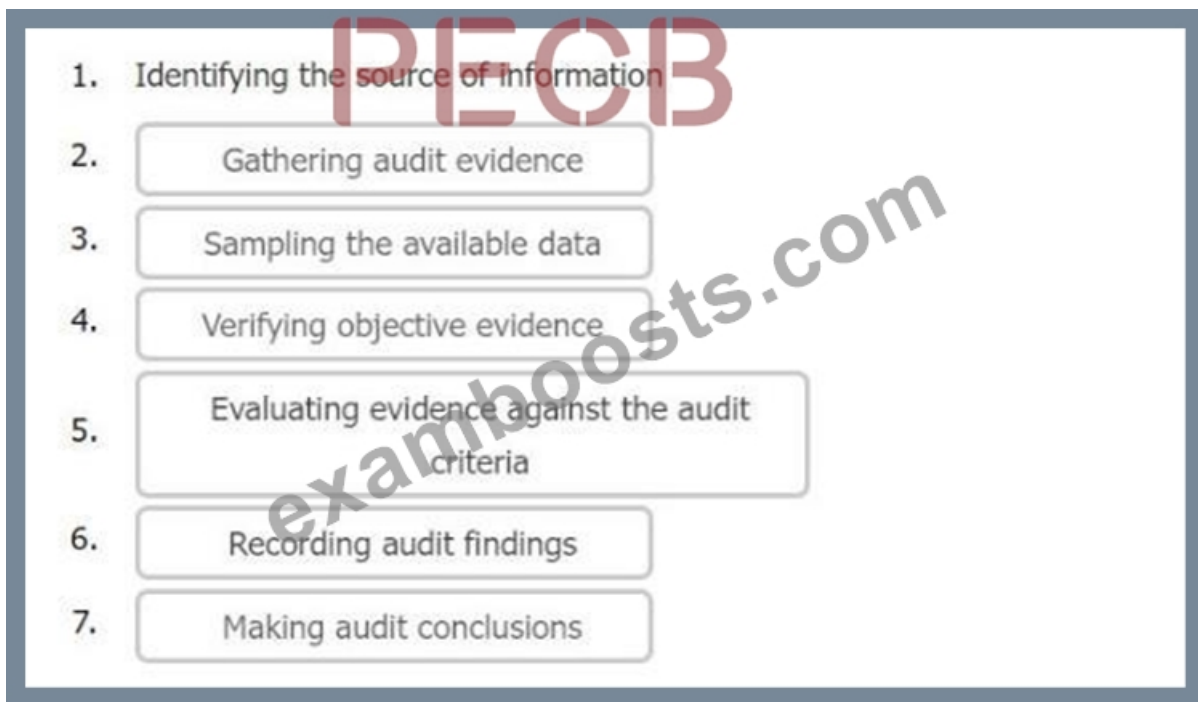 PECB
1. Identifying the source of information
2. Gathering audit evidence
3. Sampling the available data
4. Verifying objective evidence
5. Evaluating evidence against the audit
criteria
6. Recording audit findings
7. Making audit conclusions
examboosts.com